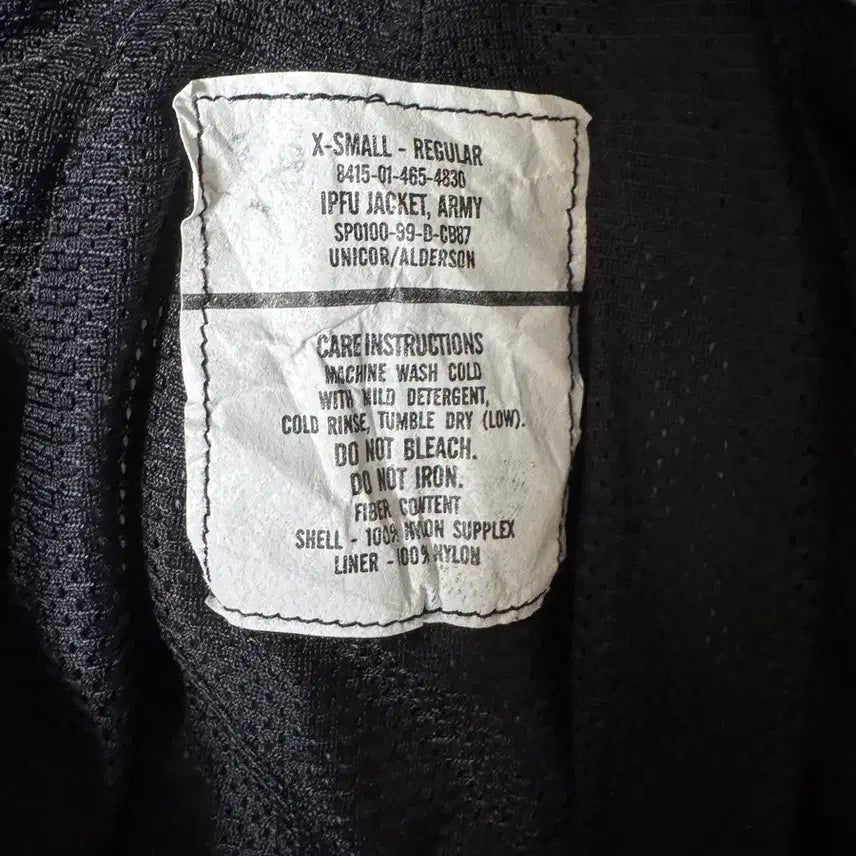 X-SMALL - REGULAR
8415-01-465-4830
IPFU JACKET, ARMY
SPO100-99-D-CB87
UNICOR/ALDERSON
CARE INSTRUCTIONS
MACHINE WASH COLD
WITH MILD DETERGENT,
COLD RINSE, TUMBLE DRY (LOW).
DO NOT BLEACH.
DO NOT IRON.
FIBER CONTENT
SHELL - 100% NYLON SUPPLEX
LINER - 100% NYLON